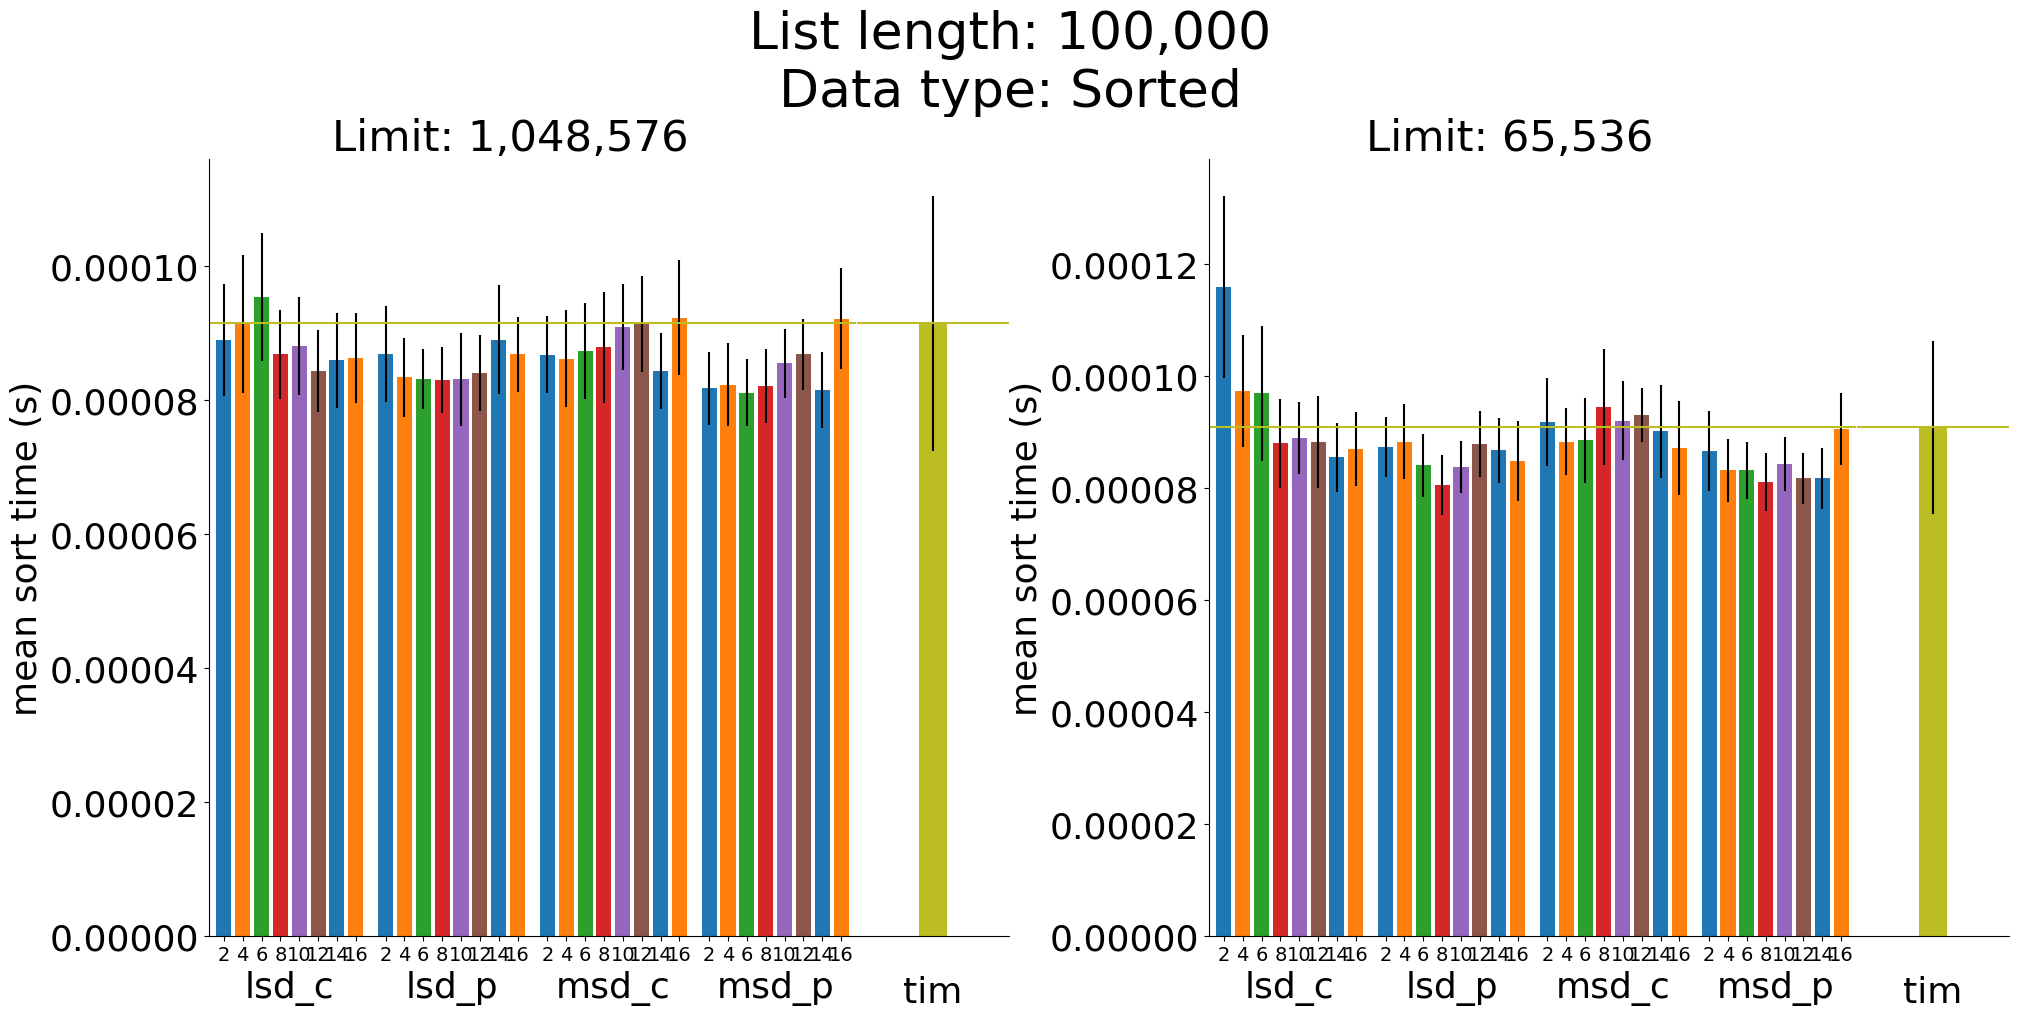 List length: 100,000
Data type: Sorted
Limit: 1,048,576
mean sort time (s)
0.00010
0.00008
0.00006
0.00004
0.00002
0.00000
2 4 6 8 10 12 14 16 2 4 6 8 10 12 14 16 2 4 6 8 10 12 14 16 2 4 6 8 10 12 14 16
lsd_c lsd_p msd_c msd_p tim
Limit: 65,536
mean sort time (s)
0.00012
0.00010
0.00008
0.00006
0.00004
0.00002
0.00000
2 4 6 8 10 12 14 16 2 4 6 8 10 12 14 16 2 4 6 8 10 12 14 16 2 4 6 8 10 12 14 16
lsd_c lsd_p msd_c msd_p tim